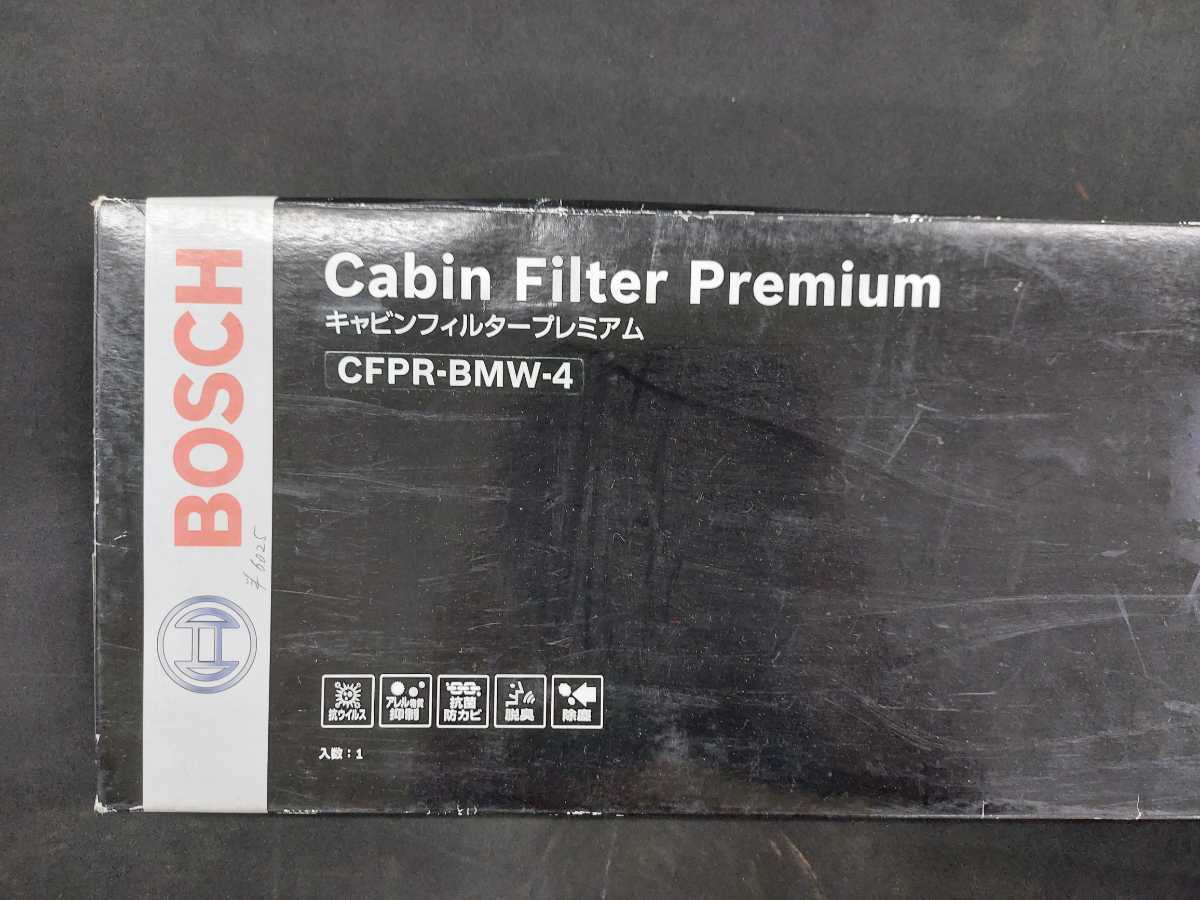 BOSCH
¥6025
Cabin Filter Premium
キャビンフィルタープレミアム
CFPR-BMW-4
抗ウイルス
アレル物質
抑制
抗菌
防カビ
脱臭
除塵
入数：1